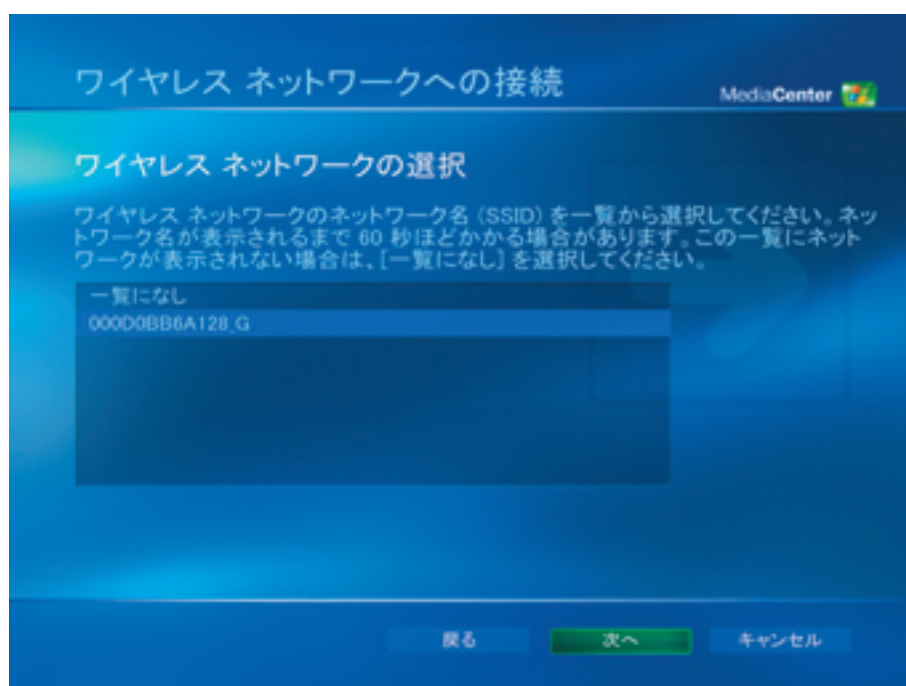 ワイヤレス ネットワークへの接続
MediaCenter
ワイヤレス ネットワークの選択
ワイヤレス ネットワークのネットワーク名 (SSID) を一覧から選択してください。ネッ
トワーク名が表示されるまで 60 秒ほどかかる場合があります。この一覧にネット
ワークが表示されない場合は、[一覧になし] を選択してください。
一覧になし
000D0BB6A128_G
戻る
次へ
キャンセル